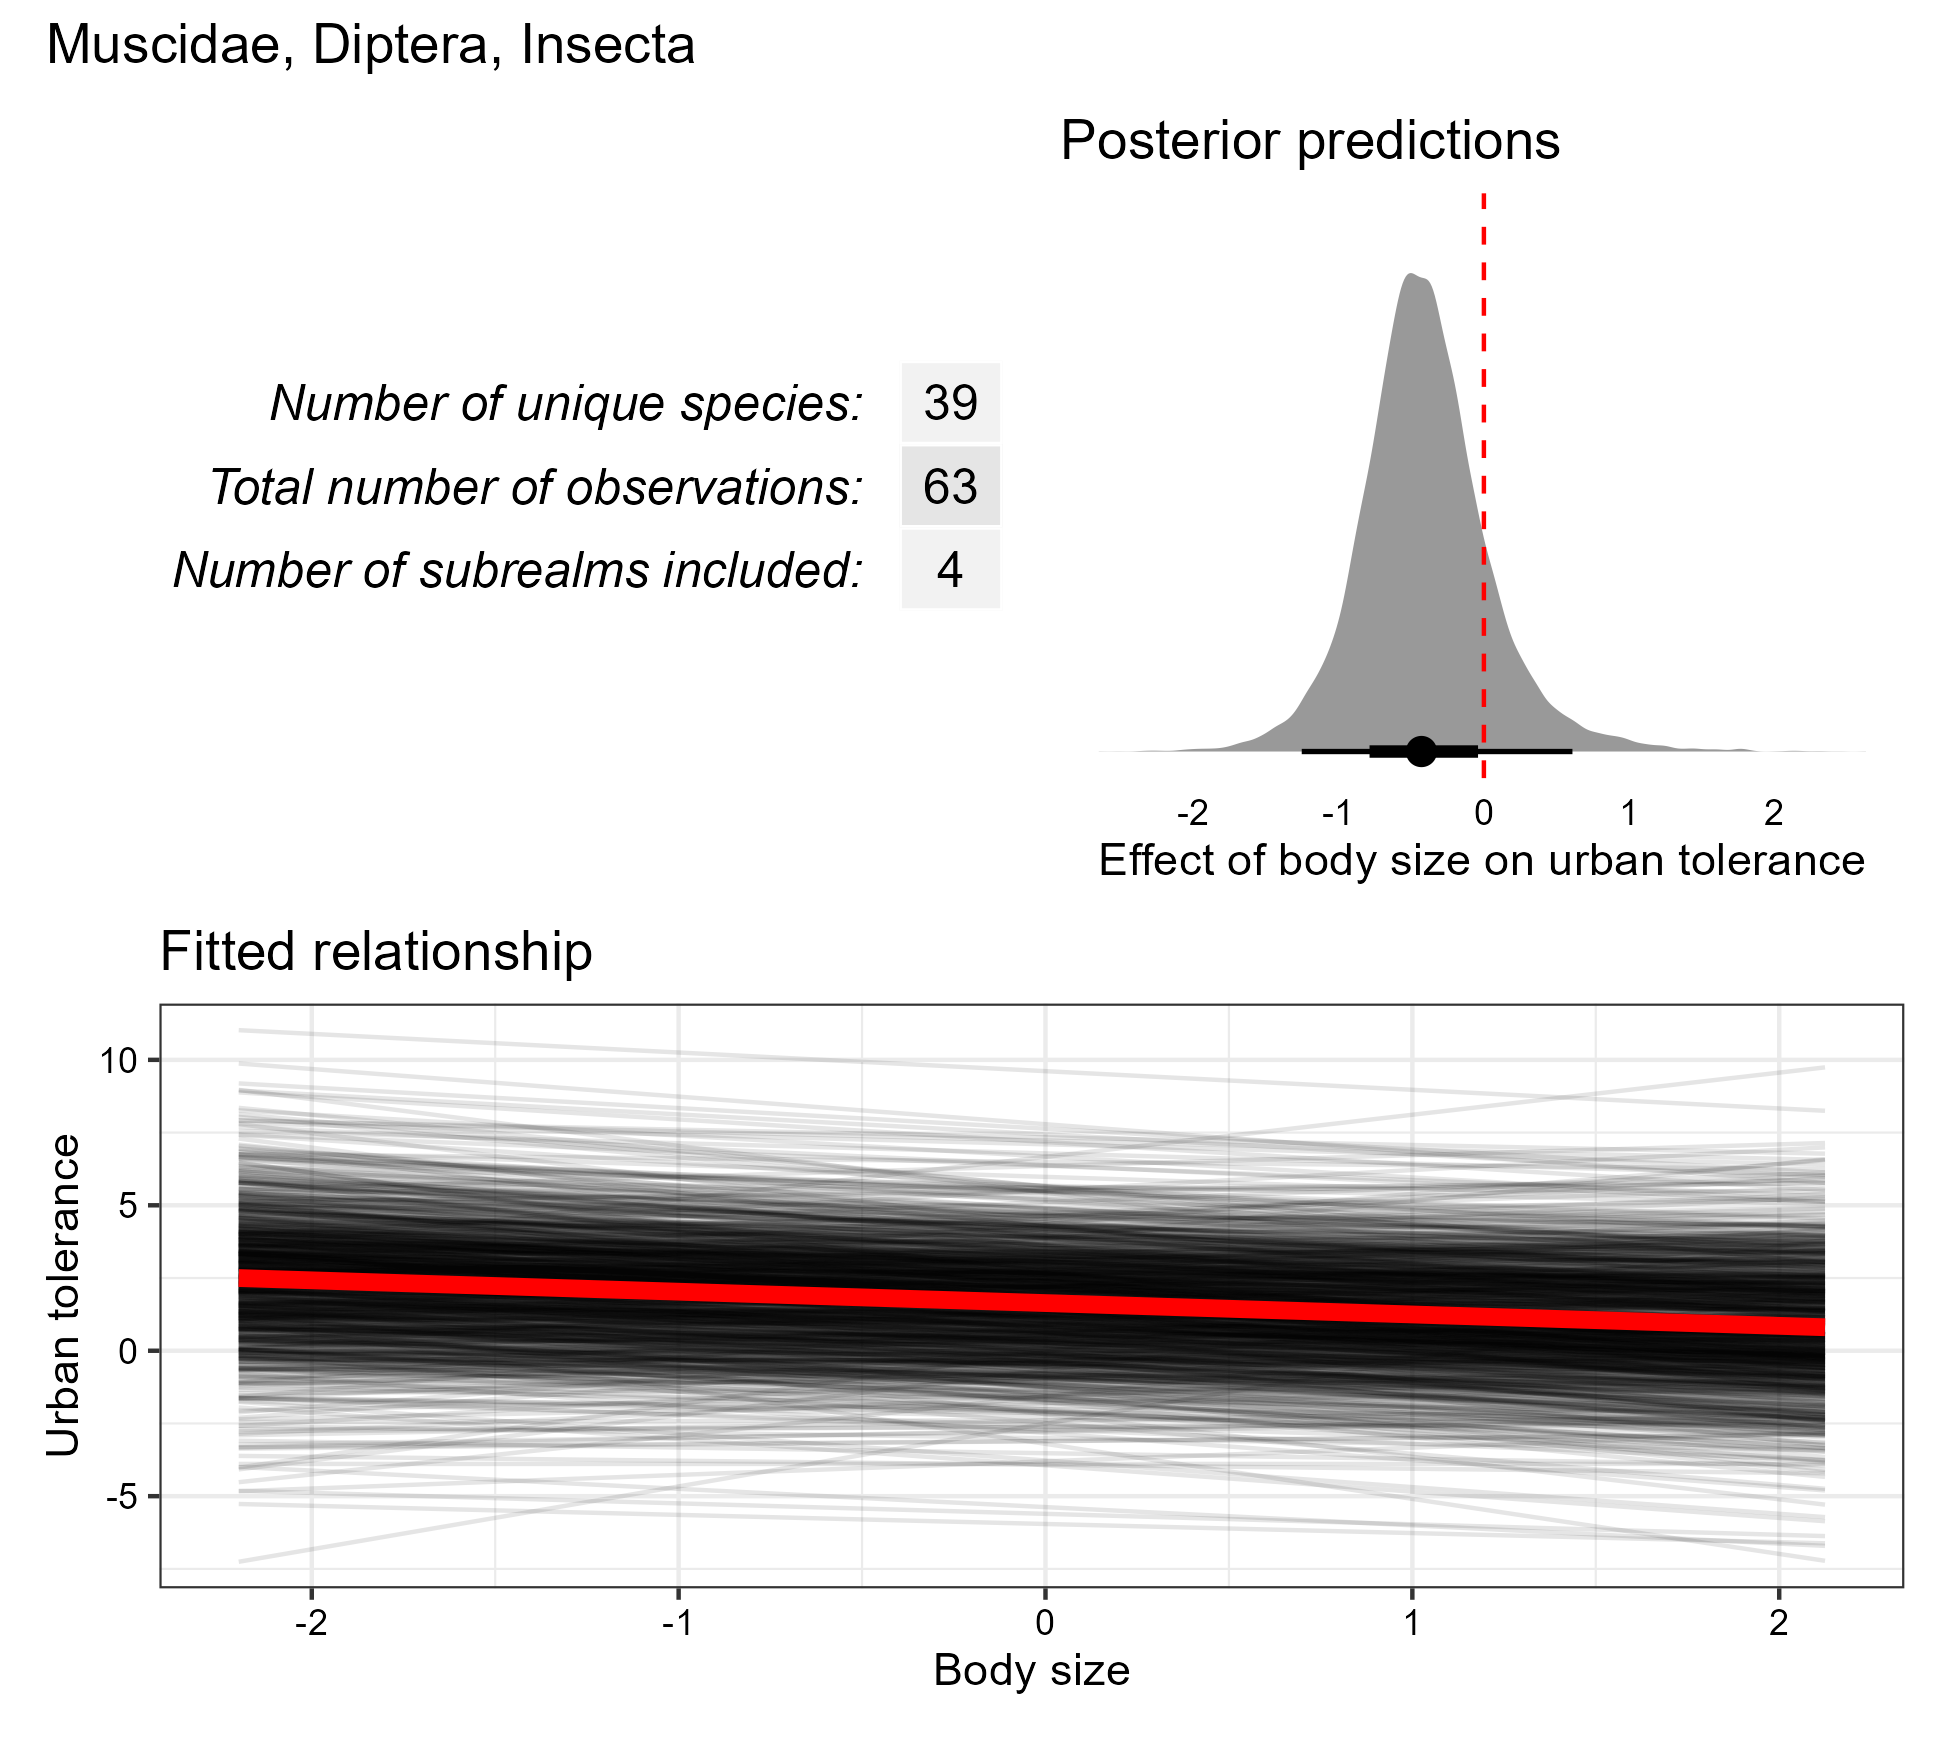 Muscidae, Diptera, Insecta
Posterior predictions
Number of unique species: 39
Total number of observations: 63
Number of subrealms included: 4
-2 -1 0 1 2
Effect of body size on urban tolerance
Fitted relationship
10
5
0
-5
Urban tolerance
-2 -1 0 1 2
Body size